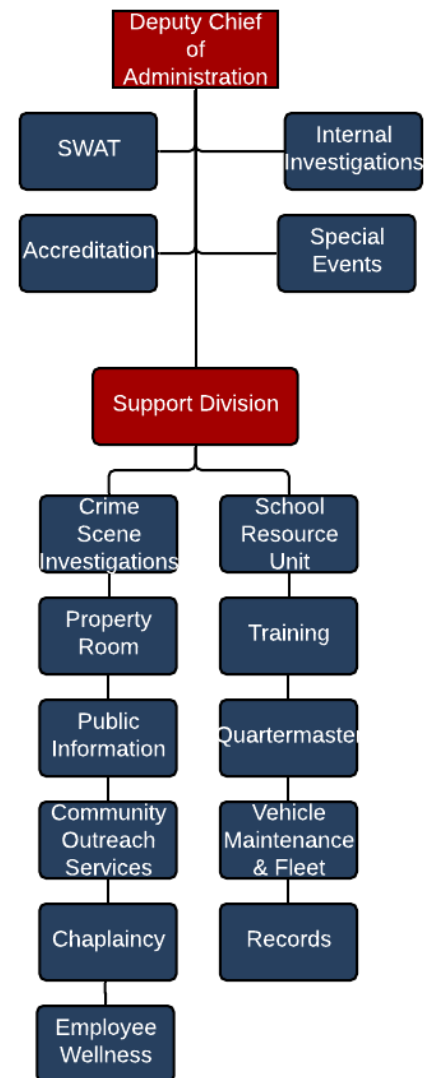 Deputy Chief
of
Administration
SWAT
Internal
Investigations
Accreditation
Special
Events
Support Division
Crime
Scene
Investigations
School
Resource
Unit
Property
Room
Training
Public
Information
Quartermaster
Community
Outreach
Services
Vehicle
Maintenance
& Fleet
Chaplaincy
Records
Employee
Wellness